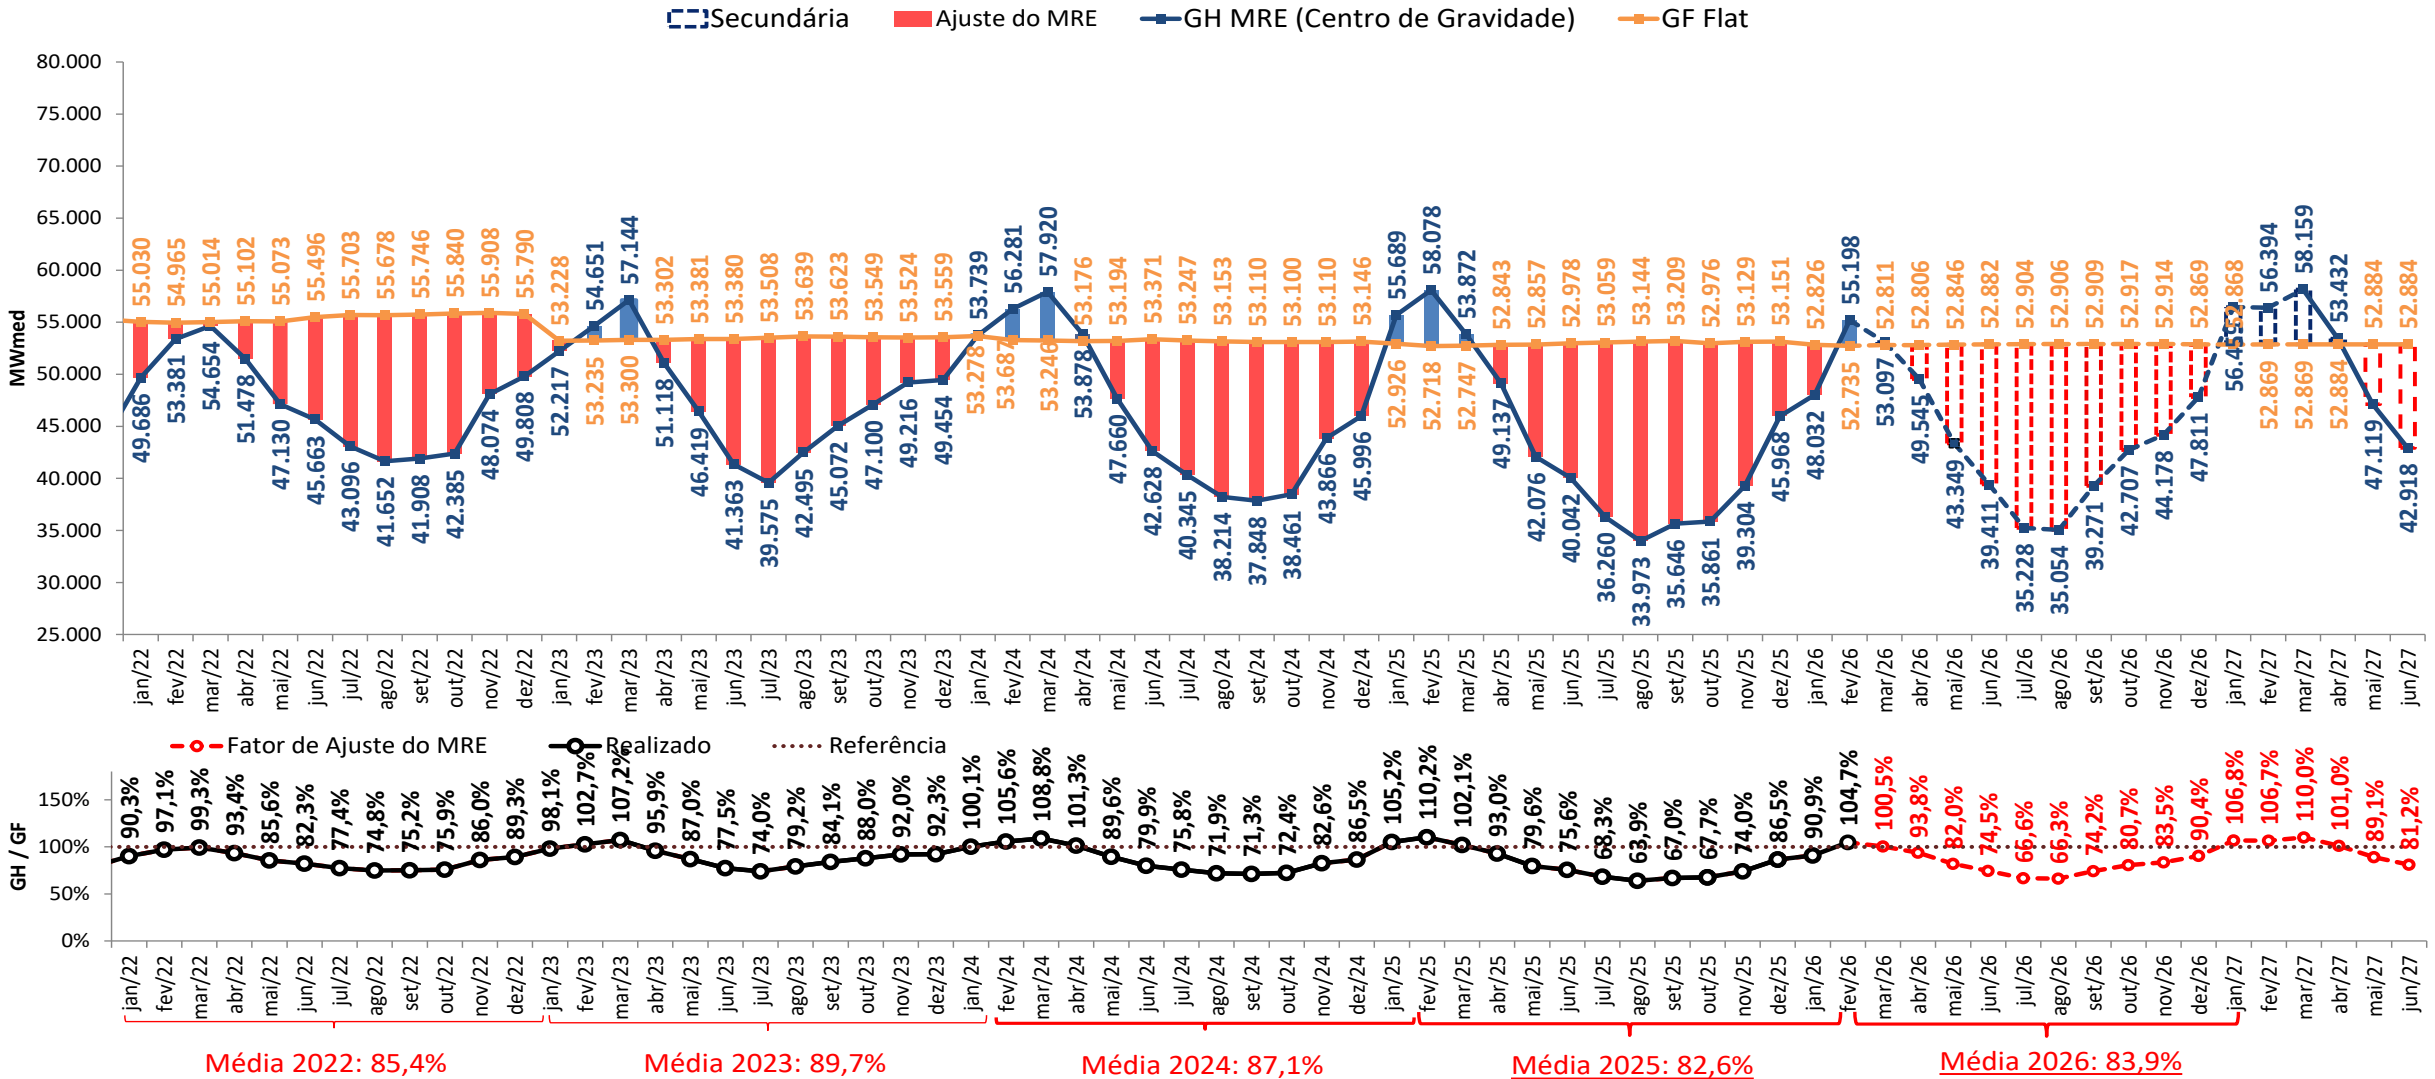 Secundária Ajuste do MRE GH MRE (Centro de Gravidade) GF Flat
MWmed
80.000
75.000
70.000
65.000
60.000
55.000
50.000
45.000
40.000
35.000
30.000
25.000
55.030 54.965 55.014 55.102 55.073 55.496 55.703 55.678 55.746 55.840 55.908 55.790 53.228 54.651 57.144 53.302 53.381 53.380 53.508 53.639 53.623 53.549 53.524 53.559 53.739 56.281 57.920 53.176 53.194 53.371 53.247 53.153 53.110 53.100 53.110 53.146 55.689 58.078 53.872 52.843 52.857 52.978 53.059 53.144 53.209 52.976 53.129 53.151 52.826 55.198 52.811 52.806 52.846 52.882 52.904 52.906 52.909 52.917 52.914 52.869 52.868 56.394 58.159 53.432 52.884 52.884
49.686 53.381 54.654 51.478 47.130 45.663 43.096 41.652 41.908 42.385 48.074 49.808 52.217 53.235 53.300 51.118 46.419 41.363 39.575 42.495 45.072 47.100 49.216 49.454 53.278 53.687 53.246 53.878 47.660 42.628 40.345 38.214 37.848 38.461 43.866 45.996 52.926 52.718 52.747 49.137 42.076 40.042 36.260 33.973 35.646 35.861 39.304 45.968 48.032 52.735 53.097 49.545 43.349 39.411 35.228 35.054 39.271 42.707 44.178 47.811 52.869 52.869 52.884 47.119 42.918
jan/22 fev/22 mar/22 abr/22 mai/22 jun/22 jul/22 ago/22 set/22 out/22 nov/22 dez/22 jan/23 fev/23 mar/23 abr/23 mai/23 jun/23 jul/23 ago/23 set/23 out/23 nov/23 dez/23 jan/24 fev/24 mar/24 abr/24 mai/24 jun/24 jul/24 ago/24 set/24 out/24 nov/24 dez/24 jan/25 fev/25 mar/25 abr/25 mai/25 jun/25 jul/25 ago/25 set/25 out/25 nov/25 dez/25 jan/26 fev/26 mar/26 abr/26 mai/26 jun/26 jul/26 ago/26 set/26 out/26 nov/26 dez/26 jan/27 fev/27 mar/27 abr/27 mai/27 jun/27
Fator de Ajuste do MRE Realizado Referência
GH / GF
150%
100%
50%
0%
90,3% 97,1% 99,3% 93,4% 85,6% 82,3% 77,4% 74,8% 75,2% 75,9% 86,0% 89,3% 98,1% 102,7% 107,2% 95,9% 87,0% 77,5% 74,0% 79,2% 84,1% 88,0% 92,0% 92,3% 100,1% 105,6% 108,8% 101,3% 89,6% 79,9% 75,8% 71,9% 71,3% 72,4% 82,6% 86,5% 105,2% 110,2% 102,1% 93,0% 79,6% 75,6% 68,3% 63,9% 67,0% 67,7% 74,0% 86,5% 90,9% 104,7% 100,5% 93,8% 82,0% 74,5% 66,6% 66,3% 74,2% 80,7% 83,5% 90,4% 106,8% 106,7% 110,0% 101,0% 89,1% 81,2%
jan/22 fev/22 mar/22 abr/22 mai/22 jun/22 jul/22 ago/22 set/22 out/22 nov/22 dez/22 jan/23 fev/23 mar/23 abr/23 mai/23 jun/23 jul/23 ago/23 set/23 out/23 nov/23 dez/23 jan/24 fev/24 mar/24 abr/24 mai/24 jun/24 jul/24 ago/24 set/24 out/24 nov/24 dez/24 jan/25 fev/25 mar/25 abr/25 mai/25 jun/25 jul/25 ago/25 set/25 out/25 nov/25 dez/25 jan/26 fev/26 mar/26 abr/26 mai/26 jun/26 jul/26 ago/26 set/26 out/26 nov/26 dez/26 jan/27 fev/27 mar/27 abr/27 mai/27 jun/27
Média 2022: 85,4% Média 2023: 89,7% Média 2024: 87,1% Média 2025: 82,6% Média 2026: 83,9%